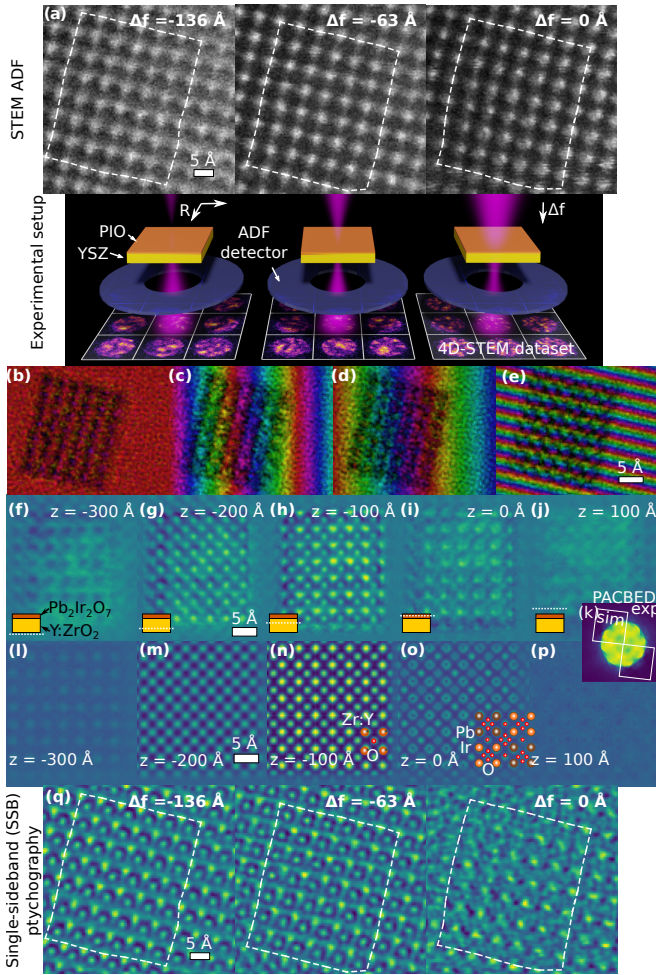 (a)
Δf =-136 Å
Δf = -63 Å
Δf = 0 Å
STEM ADF
5 Å
Experimental setup
R
PIO
YSZ
ADF
detector
Δf
4D-STEM dataset
(b)
(c)
(d)
(e)
5 Å
(f)
z = -300 Å
(g)
z = -200 Å
(h)
z = -100 Å
(i)
z = 0 Å
(j)
z = 100 Å
Pb₂Ir₂O₇
Y:ZrO₂
5 Å
PACBED
(k)
sim
exp
(l)
z = -300 Å
(m)
z = -200 Å
5 Å
(n)
Zr:Y
O
z = -100 Å
(o)
Pb
Ir
O
z = 0 Å
(p)
z = 100 Å
Single-sideband (SSB)
ptychography
(q)
Δf = -136 Å
Δf = -63 Å
Δf = 0 Å
5 Å